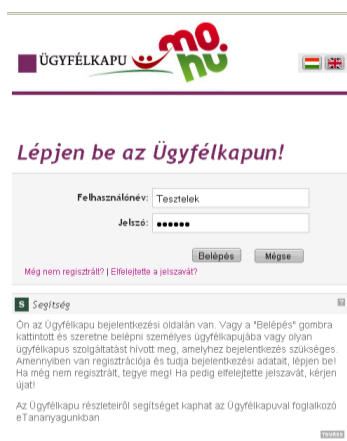 ÜGYFÉLKAPU mo.hu
Lépjen be az Ügyfélkapun!
Felhasználónév: Tesztelek
Jelszó: ●●●●●●
Belépés Mégse
Még nem regisztrált? | Elfelejtette a jelszavát?
S Segítség ?
Ön az Ügyfélkapu bejelentkezési oldalán van. Vagy a "Belépés" gombra
kattintott és szeretne belépni személyes ügyfélkapujába vagy olyan
ügyfélkapus szolgáltatást hívott meg, amelyhez bejelentkezés szükséges.
Amennyiben van regisztrációja és tudja bejelentkezési adatait, lépjen be!
Ha még nem regisztrált, tegye meg! Ha pedig elfelejtette jelszavát, kérjen
újat!
Az Ügyfélkapu részleteiről segítséget kaphat az Ügyfélkapuval foglalkozó
eTananyagunkban
TOVÁBB